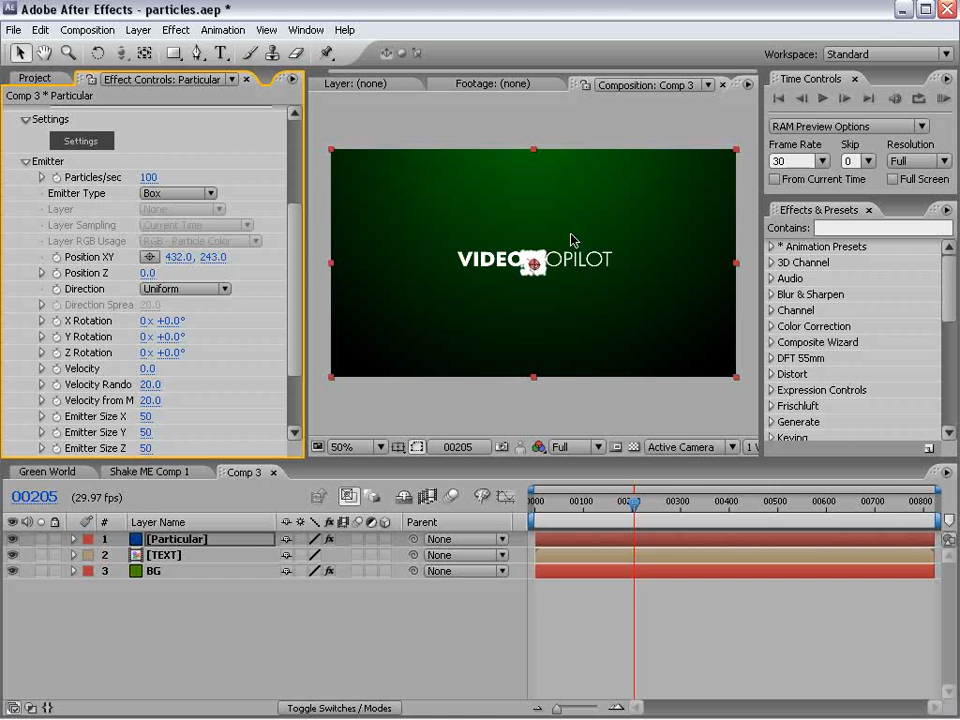 Adobe After Effects - particles.aep *
File Edit Composition Layer Effect Animation View Window Help
Workspace: Standard
Project Effect Controls: Particular
Comp 3 * Particular
Settings
Settings
Emitter
Particles/sec 100
Emitter Type Box
Layer None
Layer Sampling Current Time
Layer RGB Usage RGB - Particle Color
Position XY 432.0, 243.0
Position Z 0.0
Direction Uniform
Direction Sprea 20.0
X Rotation 0 x +0.0°
Y Rotation 0 x +0.0°
Z Rotation 0 x +0.0°
Velocity 0.0
Velocity Rando 20.0
Velocity from M 20.0
Emitter Size X 50
Emitter Size Y 50
Emitter Size Z 50
Layer: (none) Footage: (none) Composition: Comp 3
VIDEO OPILOT
50% 00205 Full Active Camera 1
Time Controls
RAM Preview Options
Frame Rate Skip Resolution
30 0 Full
From Current Time Full Screen
Effects & Presets
Contains:
* Animation Presets
3D Channel
Audio
Blur & Sharpen
Channel
Color Correction
Composite Wizard
DFT 55mm
Distort
Expression Controls
Frischluft
Generate
Keying
Green World Shake ME Comp 1 Comp 3
00205 (29.97 fps)
0000 00100 00200 00300 00400 00500 00600 00700 00800
# Layer Name Parent
1 [Particular] None
2 [TEXT] None
3 BG None
Toggle Switches / Modes